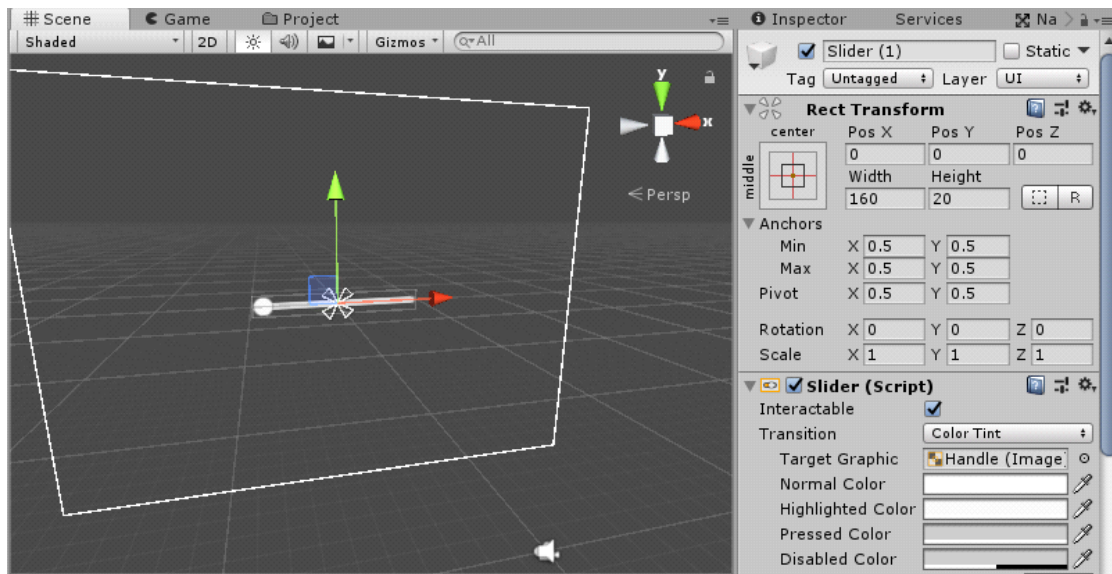 # Scene Game Project
Shaded 2D Gizmos All
y
x
Persp
Inspector Services Na
Slider (1) Static
Tag Untagged Layer UI
Rect Transform
center Pos X Pos Y Pos Z
middle 0 0 0
Width Height
160 20 R
Anchors
Min X 0.5 Y 0.5
Max X 0.5 Y 0.5
Pivot X 0.5 Y 0.5
Rotation X 0 Y 0 Z 0
Scale X 1 Y 1 Z 1
Slider (Script)
Interactable
Transition Color Tint
Target Graphic Handle (Image)
Normal Color
Highlighted Color
Pressed Color
Disabled Color